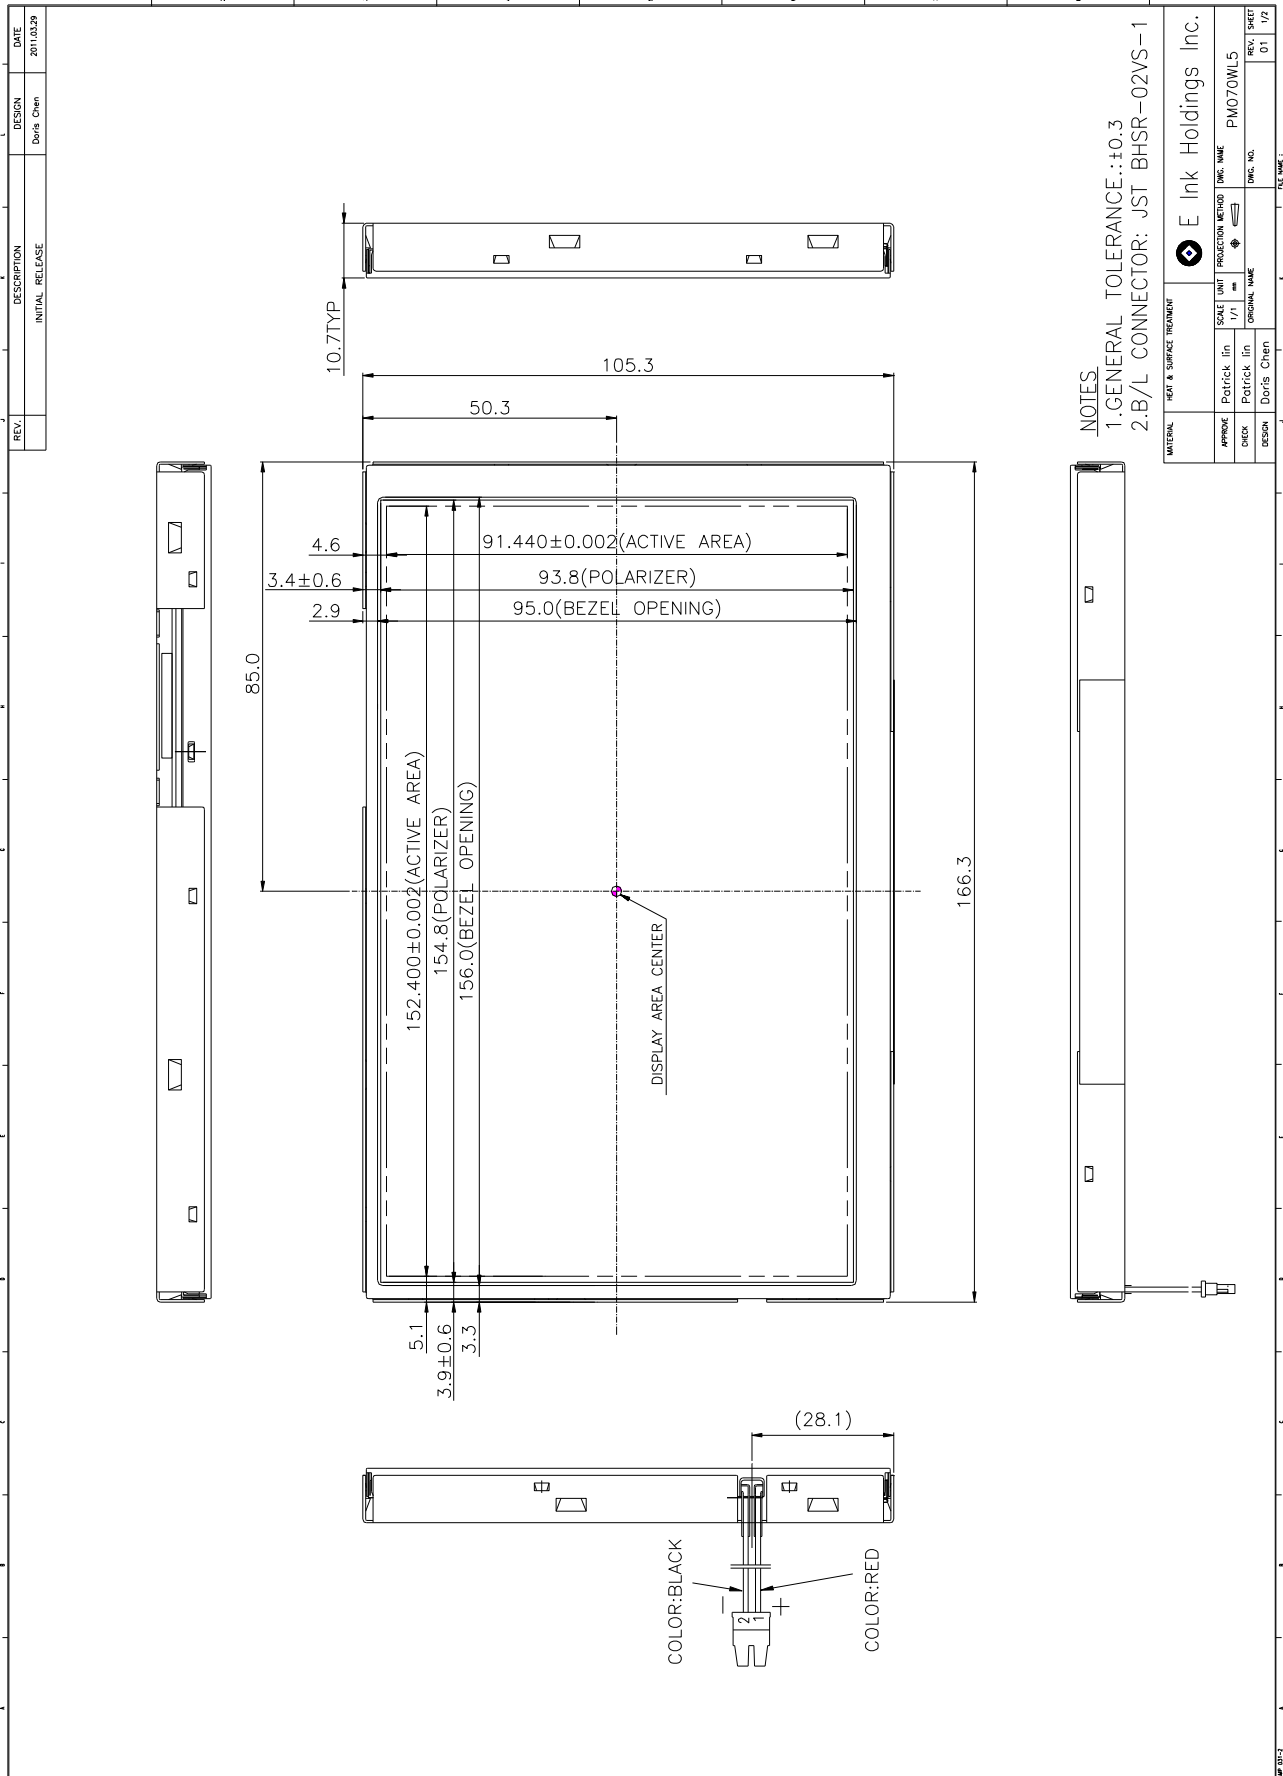 REV.
DESCRIPTION
DESIGN
DATE
INITIAL RELEASE
Doris Chen
2011.03.29
10.7TYP
105.3
50.3
4.6
91.440±0.002(ACTIVE AREA)
3.4±0.6
93.8(POLARIZER)
2.9
95.0(BEZEL OPENING)
85.0
152.400±0.002(ACTIVE AREA)
154.8(POLARIZER)
156.0(BEZEL OPENING)
166.3
DISPLAY AREA CENTER
5.1
3.9±0.6
3.3
(28.1)
COLOR:BLACK
COLOR:RED
−
+
2
1
NOTES
1.GENERAL TOLERANCE.:±0.3
2.B/L CONNECTOR: JST BHSR-02VS-1
MATERIAL
HEAT & SURFACE TREATMENT
E Ink Holdings Inc.
APPROVE
Patrick lin
SCALE
1/1
UNIT
mm
PROJECTION METHOD
DWG. NAME
PM070WL5
CHECK
Patrick lin
DESIGN
Doris Chen
ORIGINAL NAME
DWG. NO.
REV.
01
SHEET
1/2
FILE NAME :